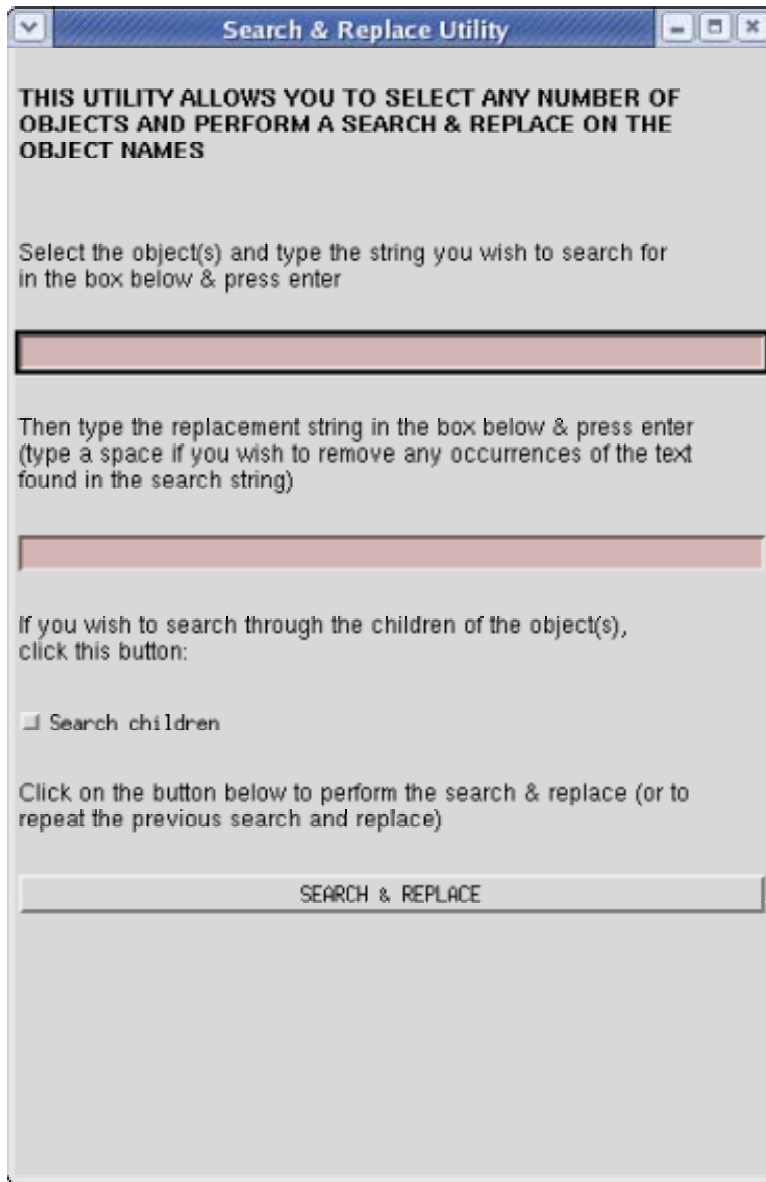 Search & Replace Utility
THIS UTILITY ALLOWS YOU TO SELECT ANY NUMBER OF
OBJECTS AND PERFORM A SEARCH & REPLACE ON THE
OBJECT NAMES
Select the object(s) and type the string you wish to search for
in the box below & press enter
Then type the replacement string in the box below & press enter
(type a space if you wish to remove any occurrences of the text
found in the search string)
If you wish to search through the children of the object(s),
click this button:
Search children
Click on the button below to perform the search & replace (or to
repeat the previous search and replace)
SEARCH & REPLACE